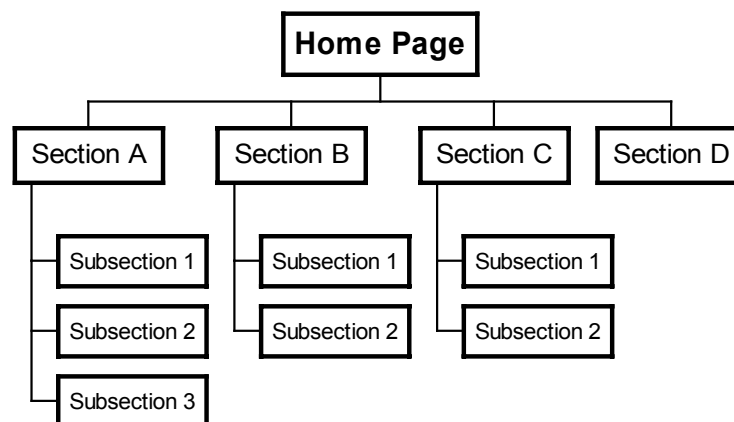 Home Page
Section A
Section B
Section C
Section D
Subsection 1
Subsection 1
Subsection 1
Subsection 2
Subsection 2
Subsection 2
Subsection 3